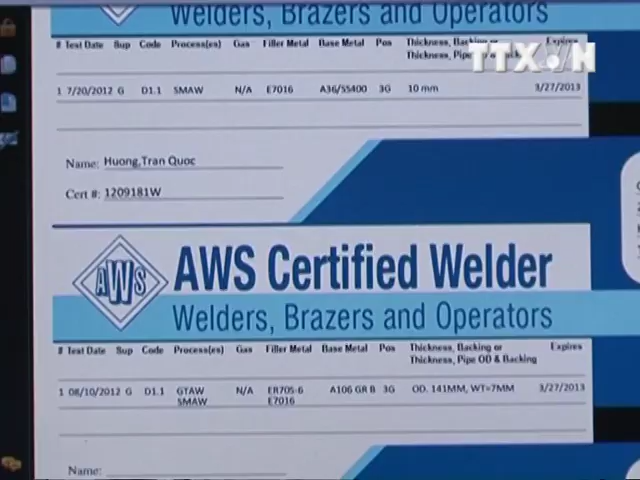 Welders, Brazers and Operators
TTX.VN
# Test Date Sup Code Process(es) Gas Filler Metal Base Metal Pos Thickness, Backing or Expires
Thickness, Pipe
1 7/20/2012 G D1.1 SMAW N/A E7016 A36/SS400 3G 10 mm 3/27/2013
Name: Huong,Tran Quoc
Cert #: 1209181W
AWS
AWS Certified Welder
Welders, Brazers and Operators
# Test Date Sup Code Process(es) Gas Filler Metal Base Metal Pos Thickness, Backing or Expires
Thickness, Pipe OD & Backing
1 08/10/2012 G D1.1 GTAW N/A ER70S-6 A106 GR B 3G OD. 141MM, WT=7MM 3/27/2013
SMAW E7016
Name: